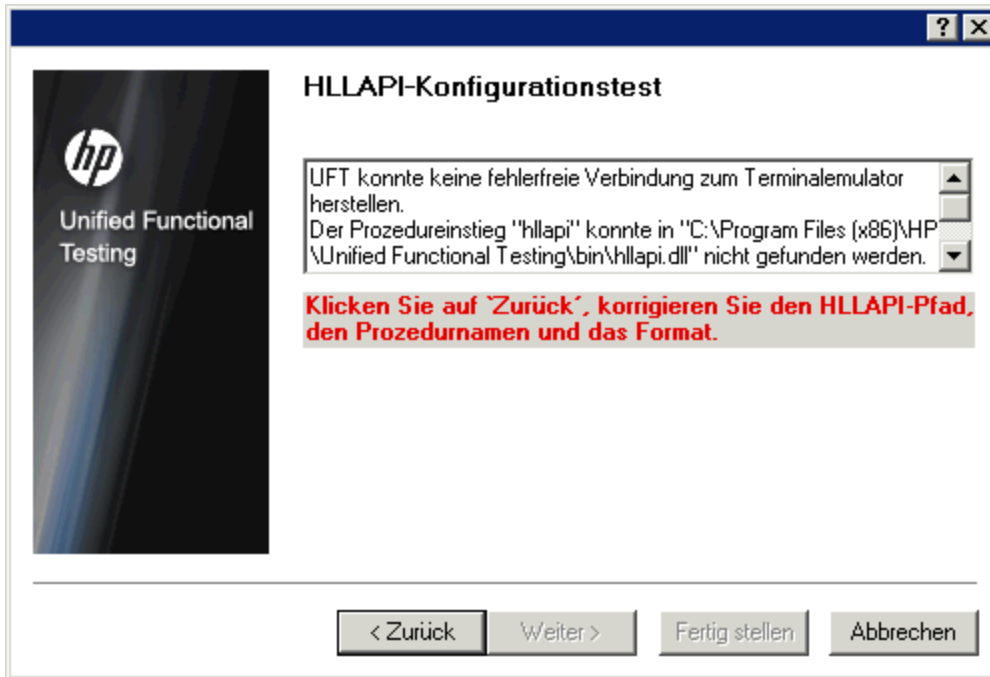 ? X
HLLAPI-Konfigurationstest
hp
Unified Functional
Testing
UFT konnte keine fehlerfreie Verbindung zum Terminalemulator
herstellen.
Der Prozedureinstieg "hllapi" konnte in "C:\Program Files (x86)\HP
\Unified Functional Testing\bin\hllapi.dll" nicht gefunden werden.
Klicken Sie auf `Zurück´, korrigieren Sie den HLLAPI-Pfad,
den Prozedurnamen und das Format.
< Zurück Weiter > Fertig stellen Abbrechen